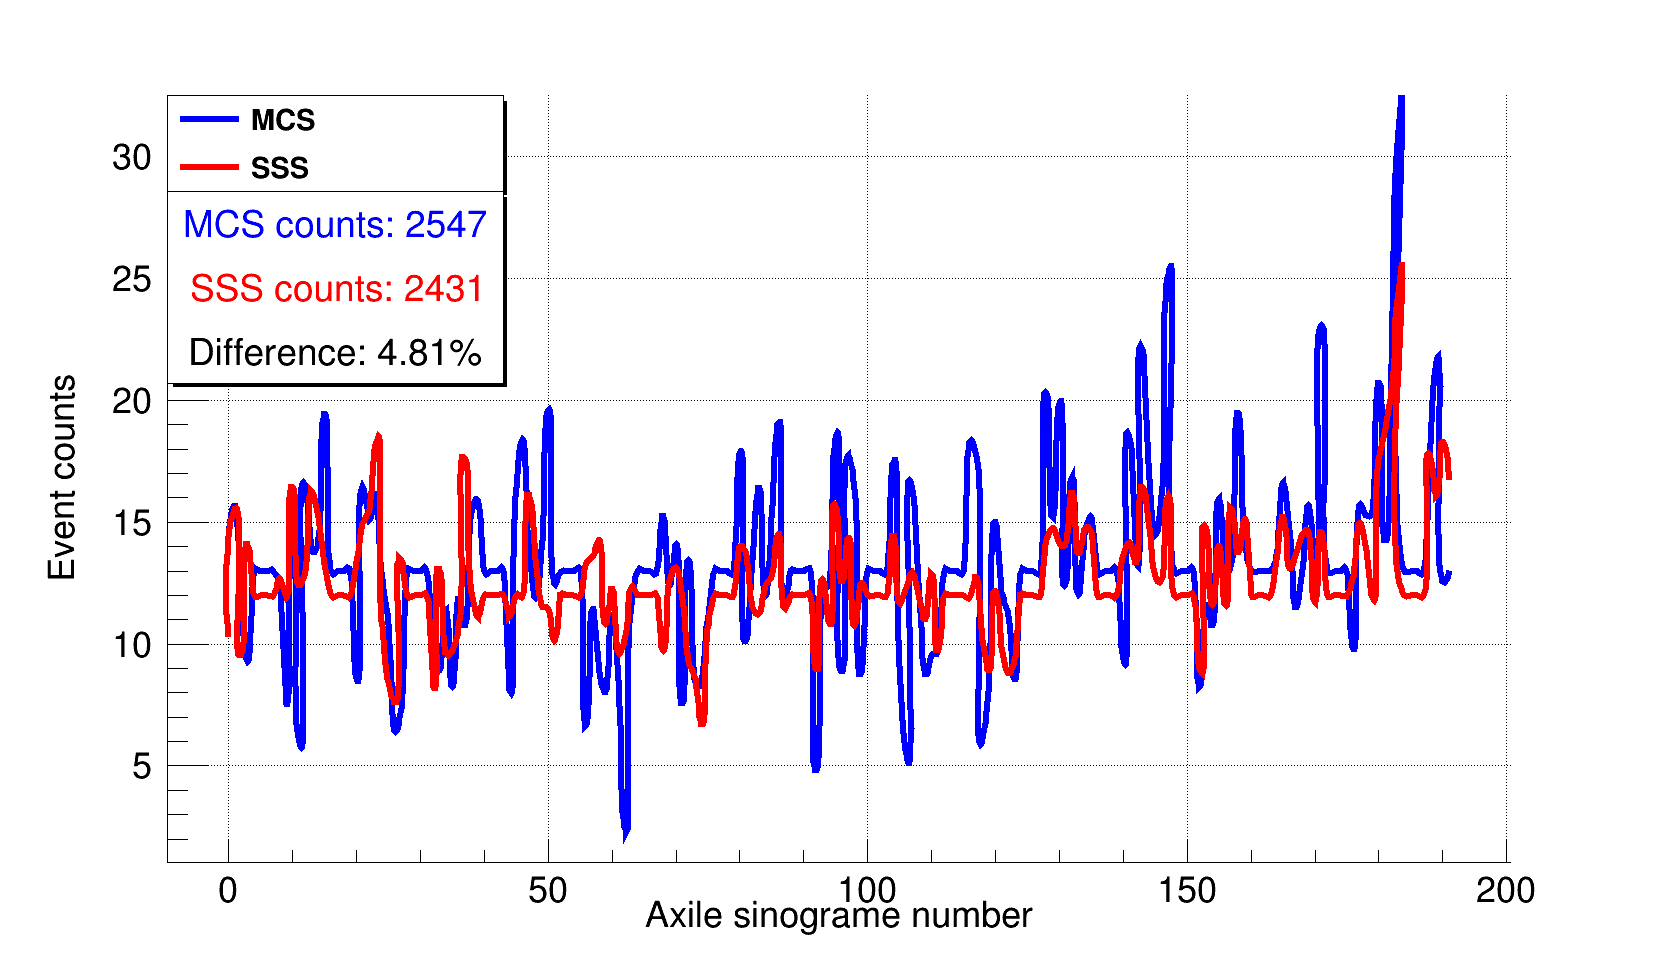 MCS
SSS
MCS counts: 2547
SSS counts: 2431
Difference: 4.81%
Event counts
30
25
20
15
10
5
0 50 100 150 200
Axile sinograme number